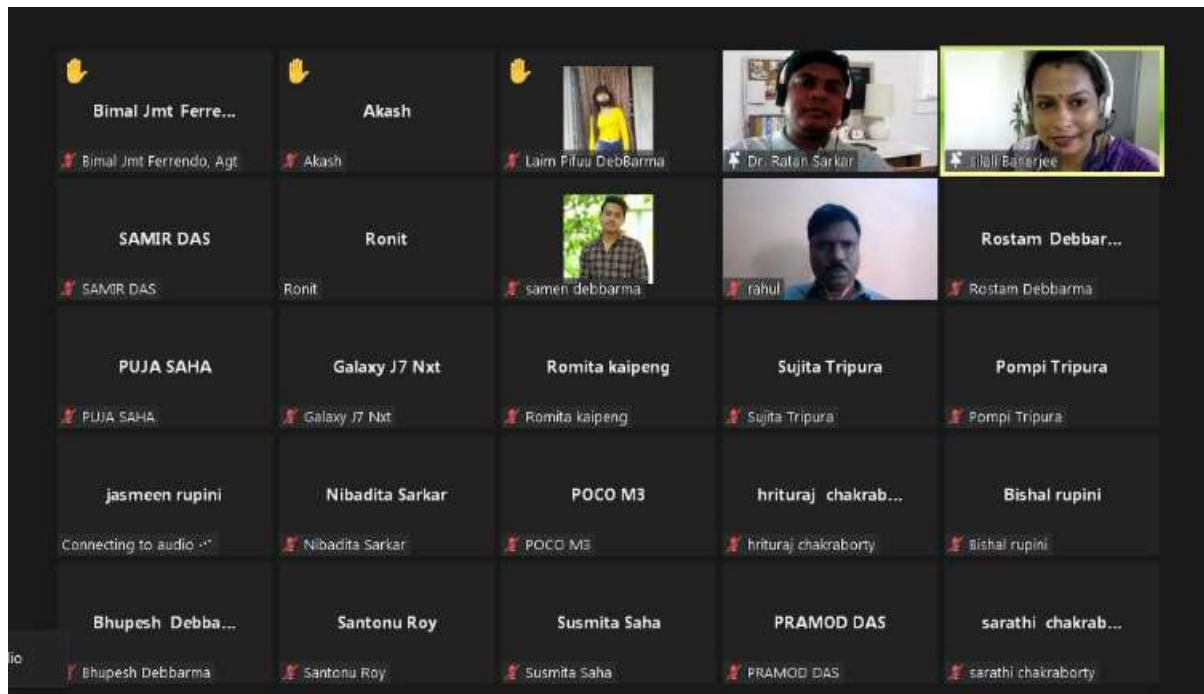 Bimal Jmt Ferre...
Bimal Jmt Ferrendo, Agt
Akash
Akash
Laim Pifuu DebBarma
Dr. Ratan Sarkar
Banerjee
SAMIR DAS
SAMIR DAS
Ronit
Ronit
samen debbarma
rahul
Rostam Debbar...
Rostam Debbarma
PUJA SAHA
PUJA SAHA
Galaxy J7 Nxt
Galaxy J7 Nxt
Romita kaipeng
Romita kaipeng
Sujita Tripura
Sujita Tripura
Pompi Tripura
Pompi Tripura
jasmeen rupini
Connecting to audio
Nibadita Sarkar
Nibadita Sarkar
POCO M3
POCO M3
hrituraj chakrab...
hrituraj chakraborty
Bishal rupini
Bishal rupini
Bhupesh Debba...
Bhupesh Debbarma
Santonu Roy
Santonu Roy
Susmita Saha
Susmita Saha
PRAMOD DAS
PRAMOD DAS
sarathi chakrab...
sarathi chakraborty